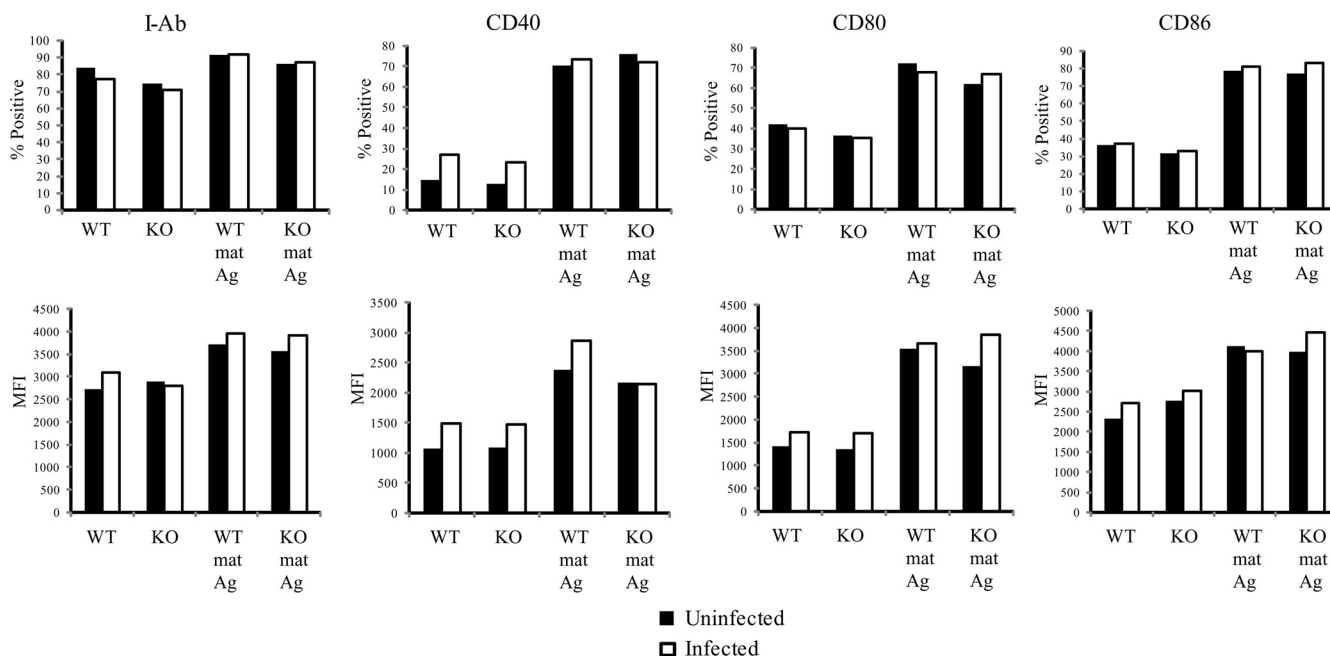 I-Ab
CD40
CD80
CD86
% Positive
100
90
80
70
60
50
40
30
20
10
0
WT
KO
WT
mat
Ag
KO
mat
Ag
% Positive
80
70
60
50
40
30
20
10
0
WT
KO
WT
mat
Ag
KO
mat
Ag
% Positive
80
70
60
50
40
30
20
10
0
WT
KO
WT
mat
Ag
KO
mat
Ag
% Positive
90
80
70
60
50
40
30
20
10
0
WT
KO
WT
mat
Ag
KO
mat
Ag
MFI
4500
4000
3500
3000
2500
2000
1500
1000
500
0
WT
KO
WT
mat
Ag
KO
mat
Ag
MFI
3500
3000
2500
2000
1500
1000
500
0
WT
KO
WT
mat
Ag
KO
mat
Ag
MFI
4500
4000
3500
3000
2500
2000
1500
1000
500
0
WT
KO
WT
mat
Ag
KO
mat
Ag
MFI
5000
4500
4000
3500
3000
2500
2000
1500
1000
500
0
WT
KO
WT
mat
Ag
KO
mat
Ag
Uninfected
Infected